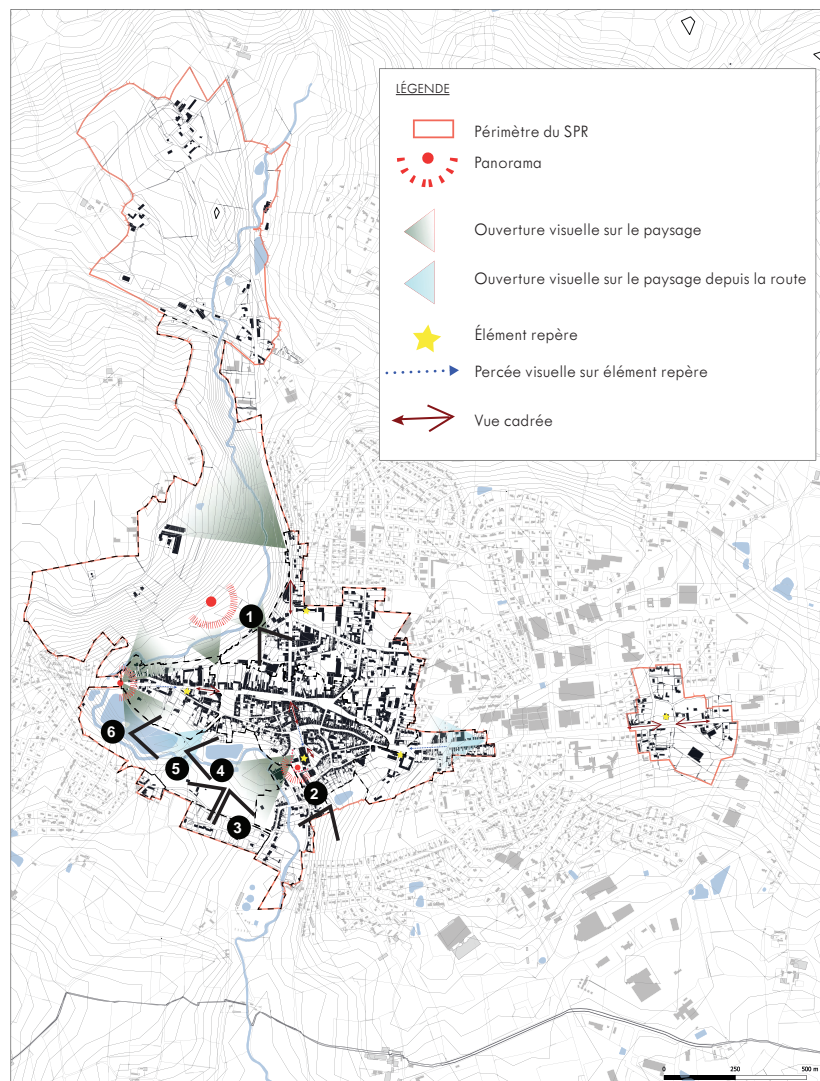 LÉGENDE
Périmètre du SPR
Panorama
Ouverture visuelle sur le paysage
Ouverture visuelle sur le paysage depuis la route
Élément repère
Percée visuelle sur élément repère
Vue cadrée
1
6
5
4
2
3
0 250 500 m